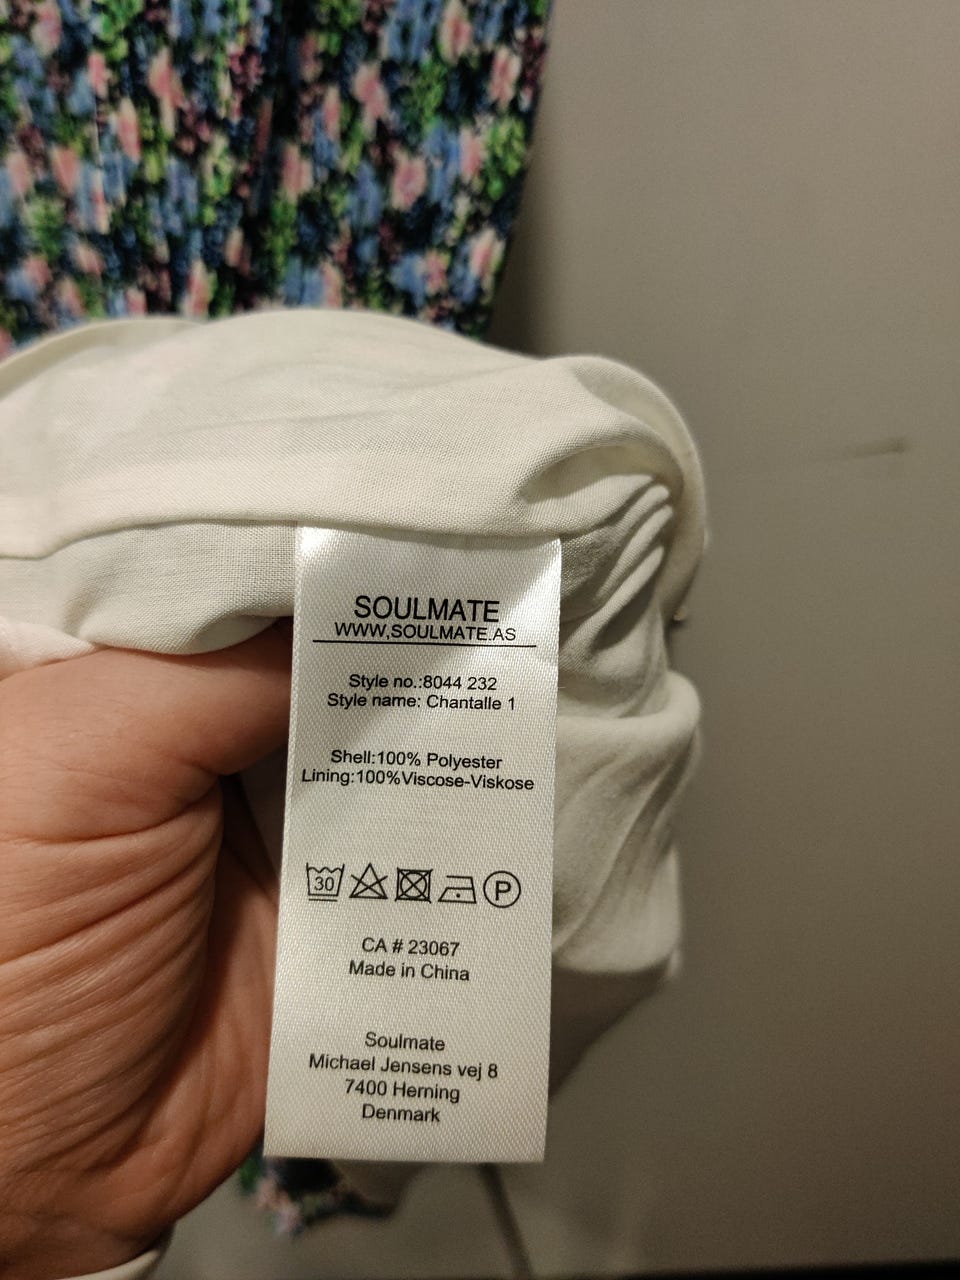 SOULMATE
WWW.SOULMATE.AS
Style no.:8044 232
Style name: Chantalle 1
Shell:100% Polyester
Lining:100%Viscose-Viskose
30 P
CA # 23067
Made in China
Soulmate
Michael Jensens vej 8
7400 Herning
Denmark